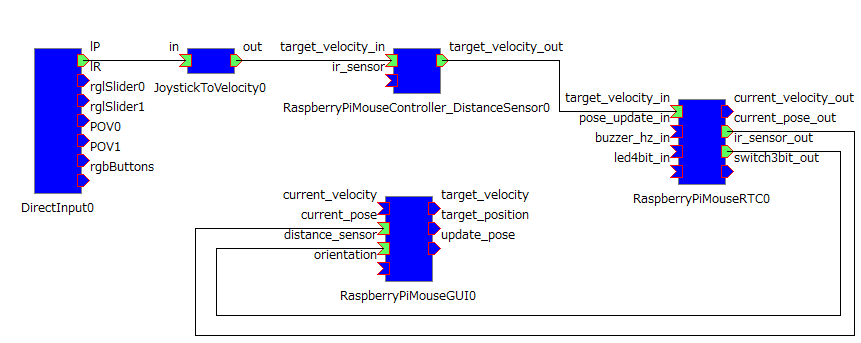 lP
lR
rglSlider0
rglSlider1
POV0
POV1
rgbButtons
DirectInput0
in
out
JoystickToVelocity0
target_velocity_in
ir_sensor
target_velocity_out
RaspberryPiMouseController_DistanceSensor0
target_velocity_in
pose_update_in
buzzer_hz_in
led4bit_in
current_velocity_out
current_pose_out
ir_sensor_out
switch3bit_out
RaspberryPiMouseRTC0
current_velocity
current_pose
distance_sensor
orientation
target_velocity
target_position
update_pose
RaspberryPiMouseGUI0